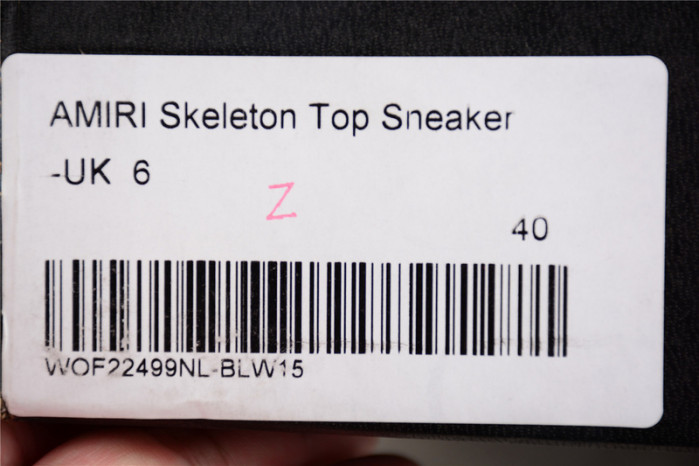 AMIRI Skeleton Top Sneaker
-UK 6
Z
40
WOF22499NL-BLW15